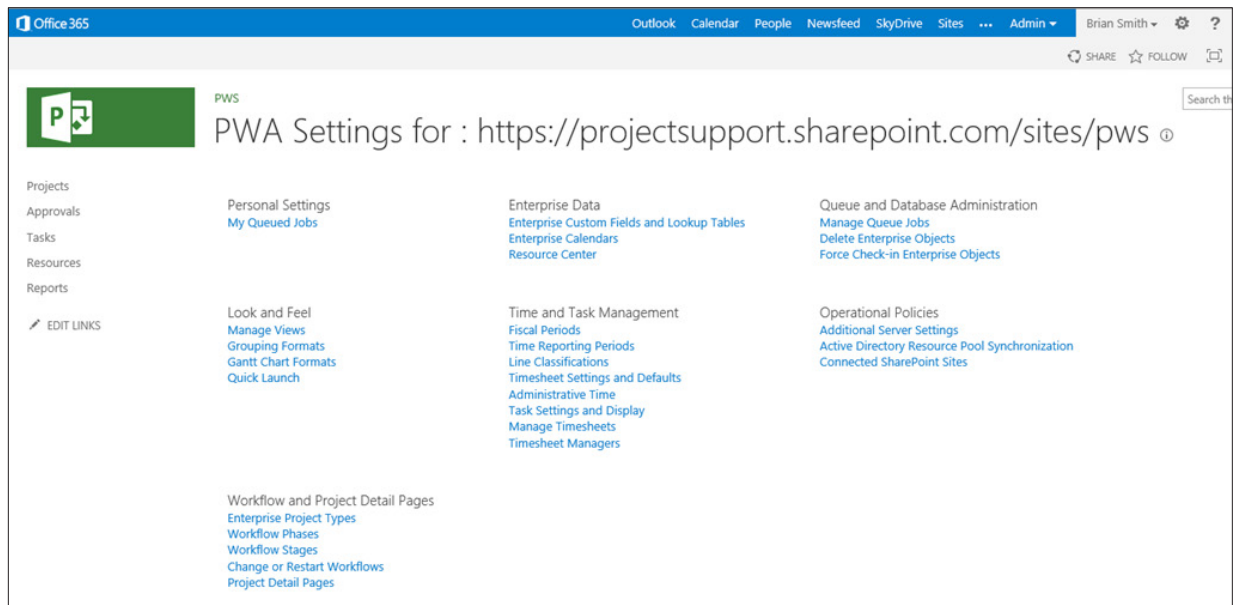 Office 365
Outlook Calendar People Newsfeed SkyDrive Sites ... Admin Brian Smith ?
SHARE FOLLOW
P
PWS
Search th
PWA Settings for : https://projectsupport.sharepoint.com/sites/pws
Projects
Approvals
Tasks
Resources
Reports
EDIT LINKS
Personal Settings
My Queued Jobs
Enterprise Data
Enterprise Custom Fields and Lookup Tables
Enterprise Calendars
Resource Center
Queue and Database Administration
Manage Queue Jobs
Delete Enterprise Objects
Force Check-in Enterprise Objects
Look and Feel
Manage Views
Grouping Formats
Gantt Chart Formats
Quick Launch
Time and Task Management
Fiscal Periods
Time Reporting Periods
Line Classifications
Timesheet Settings and Defaults
Administrative Time
Task Settings and Display
Manage Timesheets
Timesheet Managers
Operational Policies
Additional Server Settings
Active Directory Resource Pool Synchronization
Connected SharePoint Sites
Workflow and Project Detail Pages
Enterprise Project Types
Workflow Phases
Workflow Stages
Change or Restart Workflows
Project Detail Pages